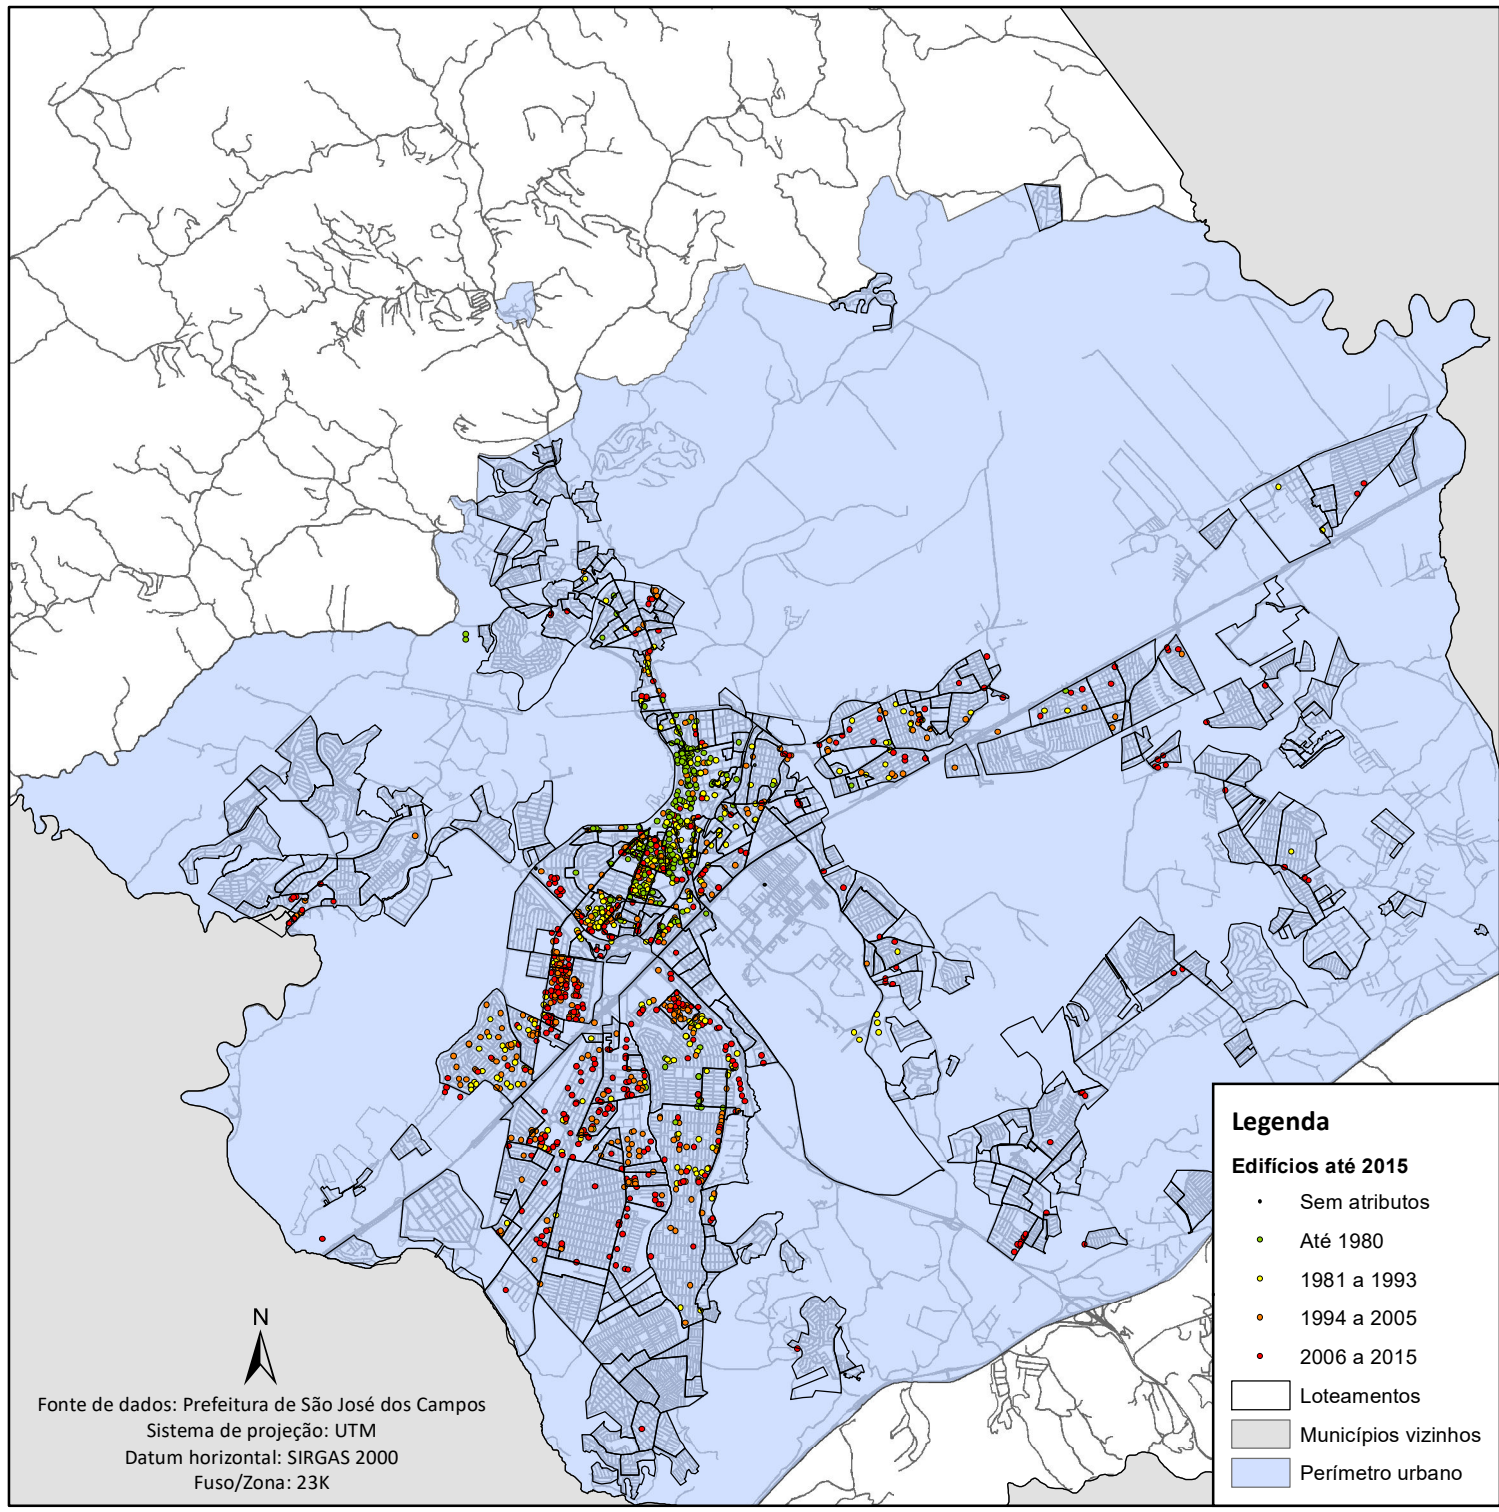 N
Fonte de dados: Prefeitura de São José dos Campos
Sistema de projeção: UTM
Datum horizontal: SIRGAS 2000
Fuso/Zona: 23K
Legenda
Edifícios até 2015
Sem atributos
Até 1980
1981 a 1993
1994 a 2005
2006 a 2015
Loteamentos
Municípios vizinhos
Perímetro urbano